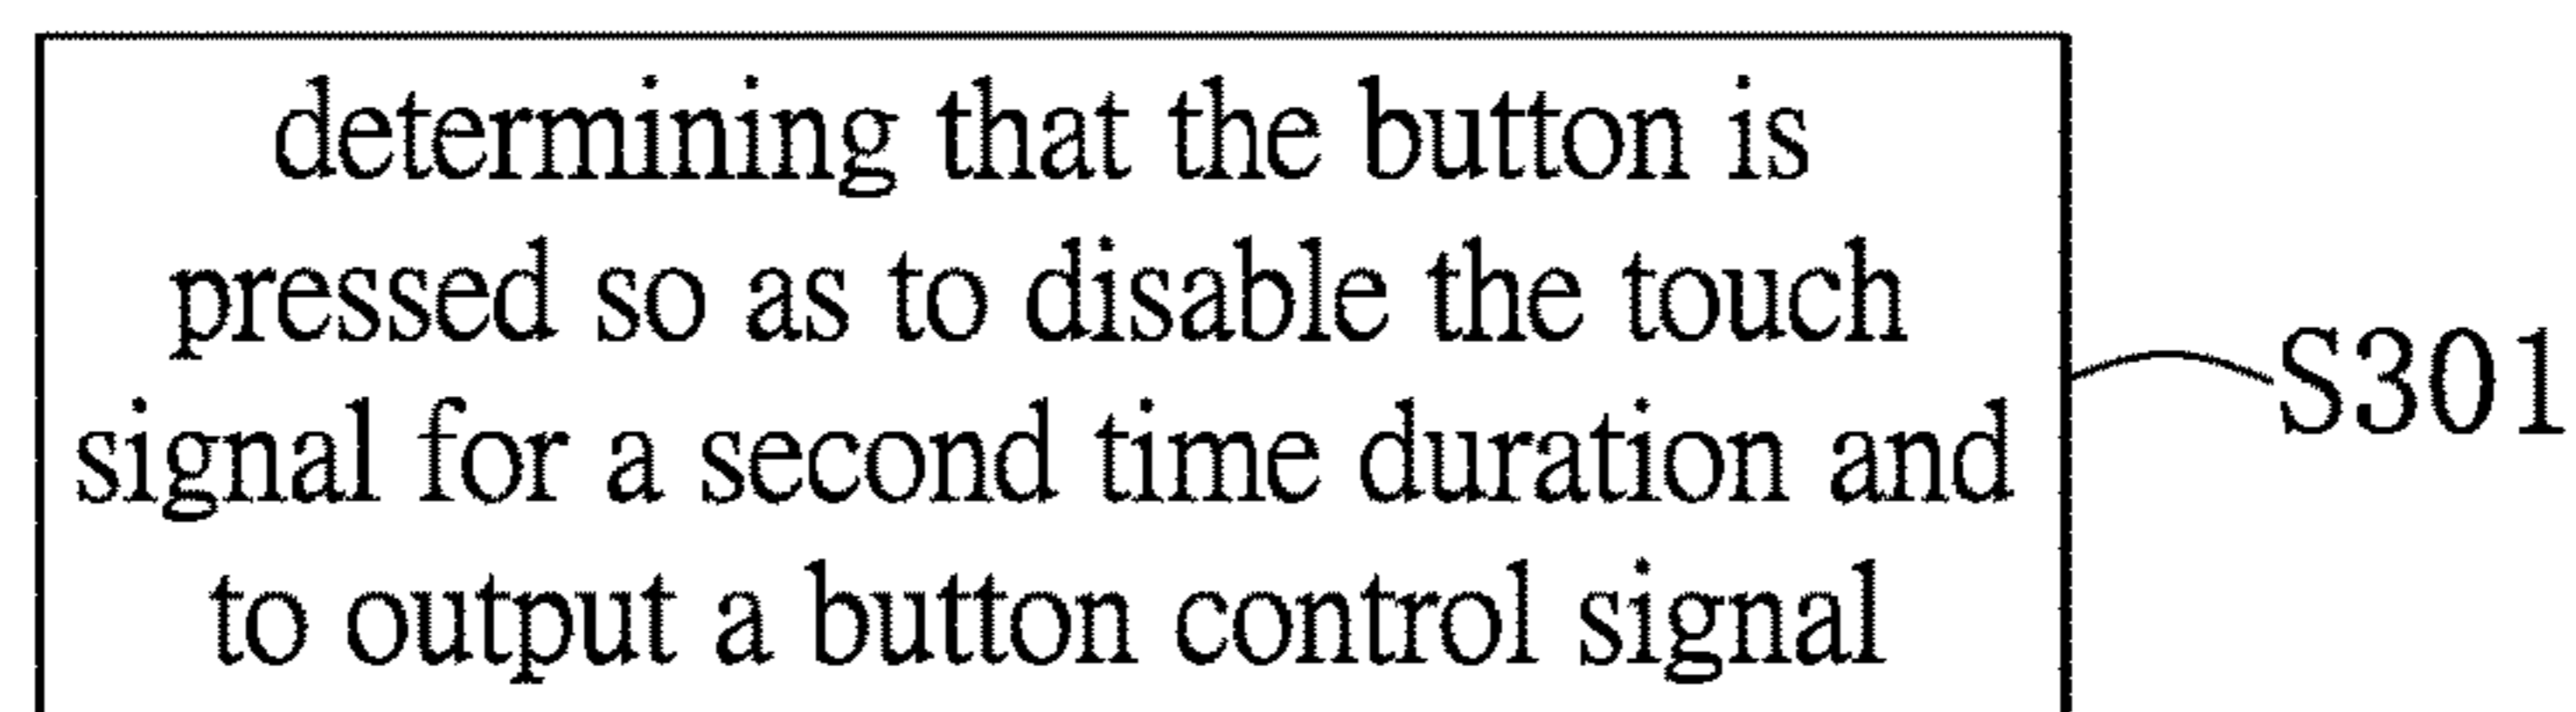 determining that the button is
pressed so as to disable the touch
signal for a second time duration and
to output a button control signal
S301